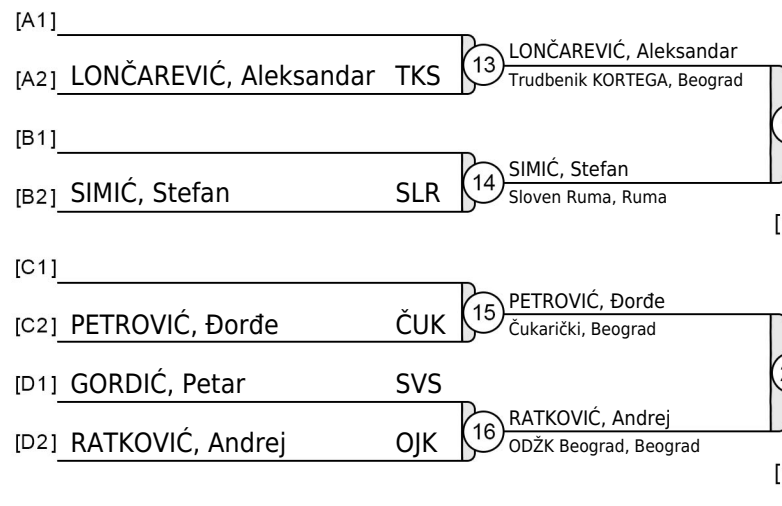 [A1]
[A2] LONČAREVIĆ, Aleksandar TKS
13
LONČAREVIĆ, Aleksandar
Trudbenik KORTEGA, Beograd
[B1]
[B2] SIMIĆ, Stefan SLR
14
SIMIĆ, Stefan
Sloven Ruma, Ruma
[
[C1]
[C2] PETROVIĆ, Đorđe ČUK
15
PETROVIĆ, Đorđe
Čukarički, Beograd
[D1] GORDIĆ, Petar SVS
[D2] RATKOVIĆ, Andrej OJK
16
RATKOVIĆ, Andrej
ODŽK Beograd, Beograd
[